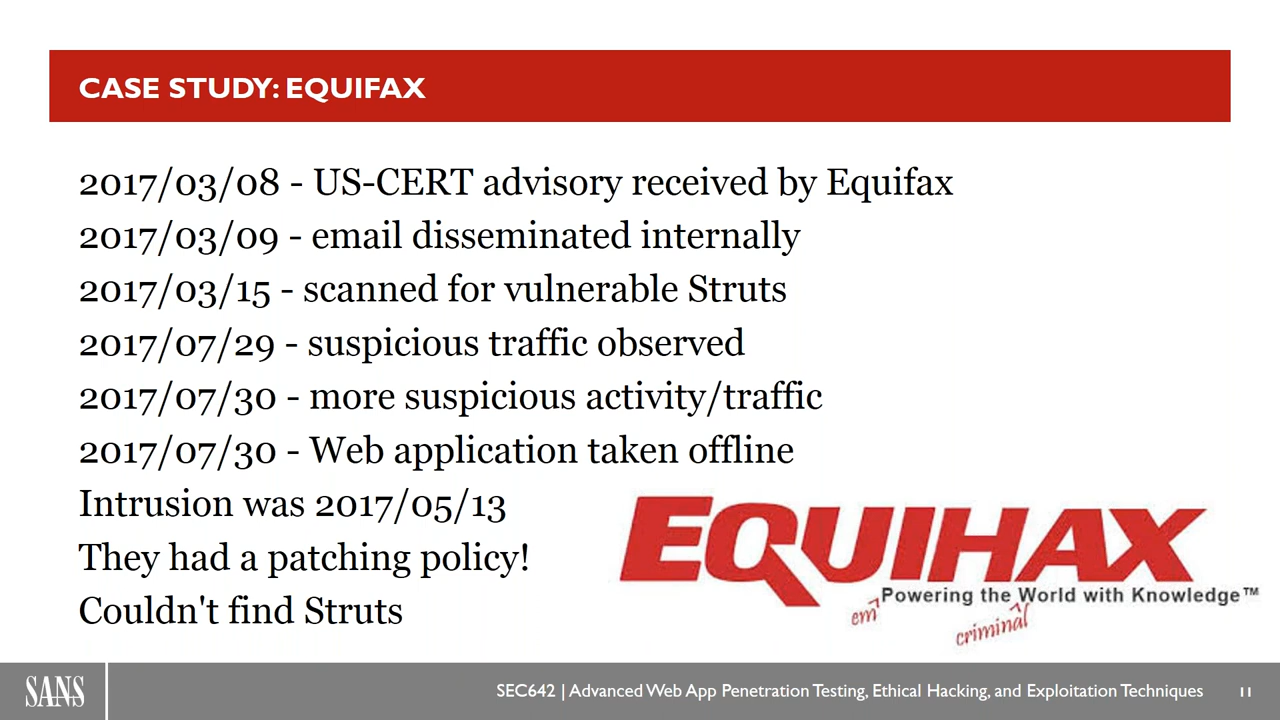 CASE STUDY: EQUIFAX
2017/03/08 - US-CERT advisory received by Equifax
2017/03/09 - email disseminated internally
2017/03/15 - scanned for vulnerable Struts
2017/07/29 - suspicious traffic observed
2017/07/30 - more suspicious activity/traffic
2017/07/30 - Web application taken offline
Intrusion was 2017/05/13
They had a patching policy!
Couldn't find Struts
EQUIHAX
Powering the World with Knowledge™
em
criminal
SANS
SEC642 | Advanced Web App Penetration Testing, Ethical Hacking, and Exploitation Techniques
11